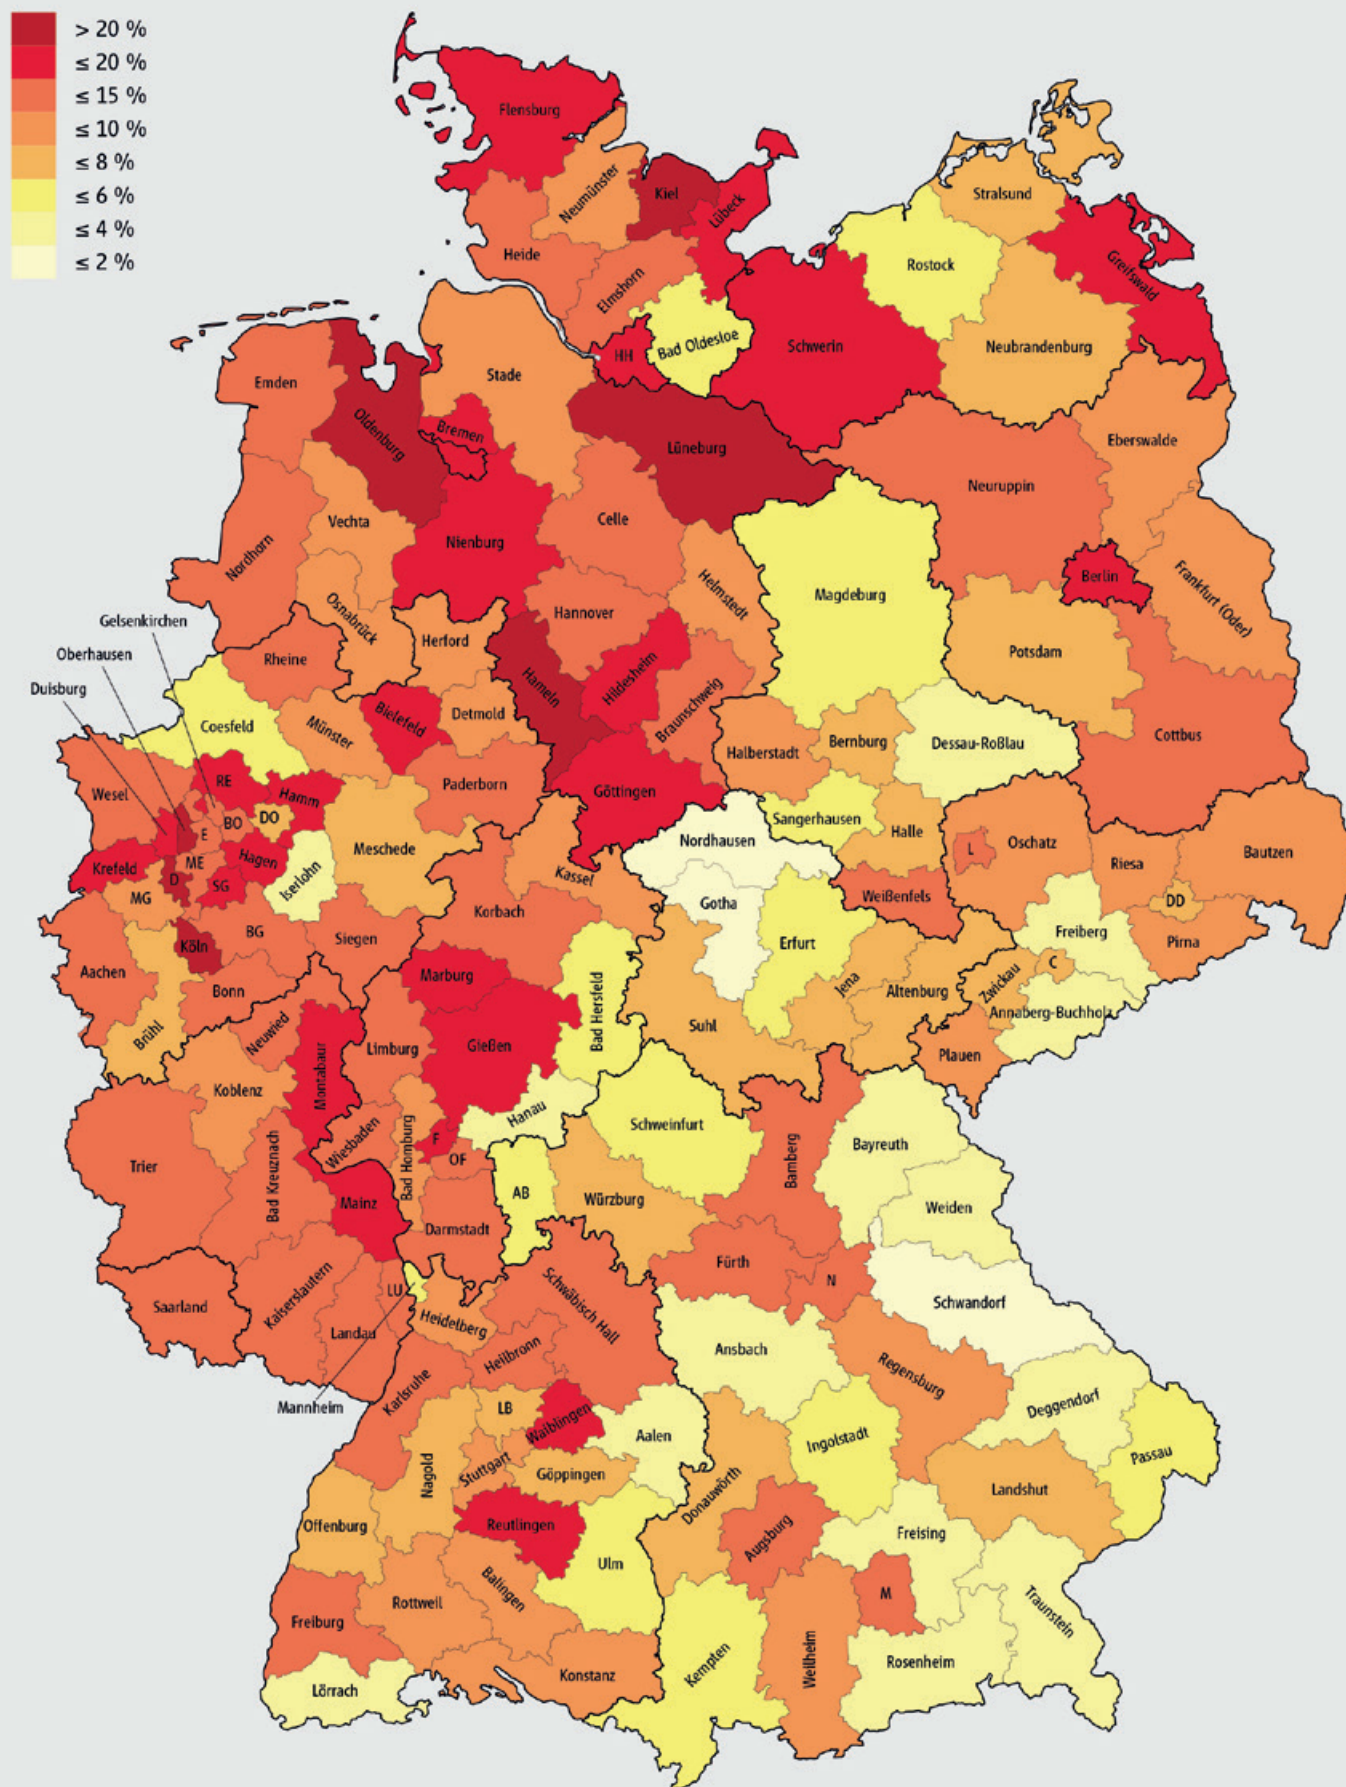 > 20 %
≤ 20 %
≤ 15 %
≤ 10 %
≤ 8 %
≤ 6 %
≤ 4 %
≤ 2 %
Flensburg
Neumünster
Kiel
Lübeck
Heide
Elmshorn
HH
Bad Oldesloe
Stralsund
Rostock
Greifswald
Schwerin
Neubrandenburg
Emden
Oldenburg
Stade
Bremen
Lüneburg
Eberswalde
Neuruppin
Vechta
Nienburg
Celle
Nordhorn
Osnabrück
Hannover
Helmstedt
Magdeburg
Berlin
Frankfurt (Oder)
Potsdam
Gelsenkirchen
Oberhausen
Duisburg
Rheine
Herford
Hameln
Hildesheim
Braunschweig
Coesfeld
Münster
Bielefeld
Detmold
Halberstadt
Bernburg
Dessau-Roßlau
Cottbus
Wesel
RE
Hamm
Paderborn
Göttingen
E
BO
DO
Meschede
Nordhausen
Sangerhausen
Halle
L
Oschatz
Riesa
Bautzen
Krefeld
ME
Hagen
Iserlohn
D
SG
MG
Kassel
Korbach
Gotha
Weißenfels
DD
Köln
BG
Siegen
Erfurt
Freiberg
Pirna
Aachen
Bonn
Marburg
Bad Hersfeld
Jena
Altenburg
Zwickau
C
Annaberg-Buchholz
Brühl
Neuwied
Limburg
Gießen
Suhl
Plauen
Koblenz
Montabaur
Hanau
Schweinfurt
Bamberg
Bayreuth
Trier
Bad Kreuznach
Wiesbaden
Bad Homburg
F
OF
AB
Würzburg
Weiden
Mainz
Darmstadt
Fürth
N
Schwandorf
Saarland
Kaiserslautern
LU
Landau
Heidelberg
Schwäbisch Hall
Mannheim
Karlsruhe
Heilbronn
Ansbach
Regensburg
Deggendorf
LB
Waiblingen
Aalen
Ingolstadt
Passau
Nagold
Stuttgart
Göppingen
Donauwörth
Landshut
Offenburg
Reutlingen
Ulm
Augsburg
Freising
Freiburg
Rottweil
Balingen
M
Traunstein
Lörrach
Konstanz
Kempten
Weilheim
Rosenheim